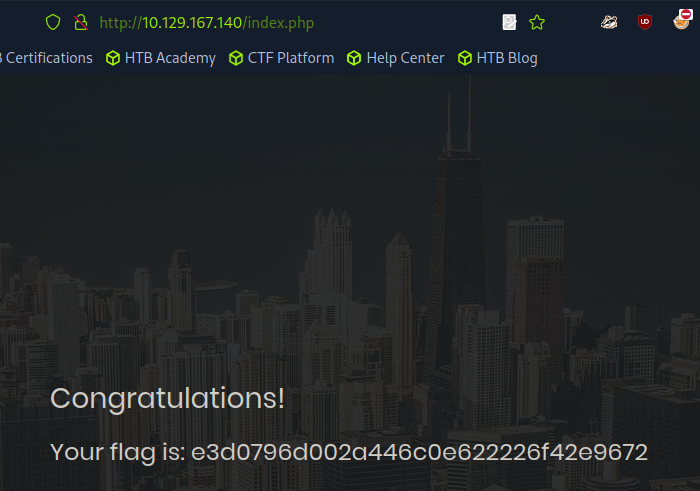 http://10.129.167.140/index.php
Certifications HTB Academy CTF Platform Help Center HTB Blog
Congratulations!
Your flag is: e3d0796d002a446c0e622226f42e9672